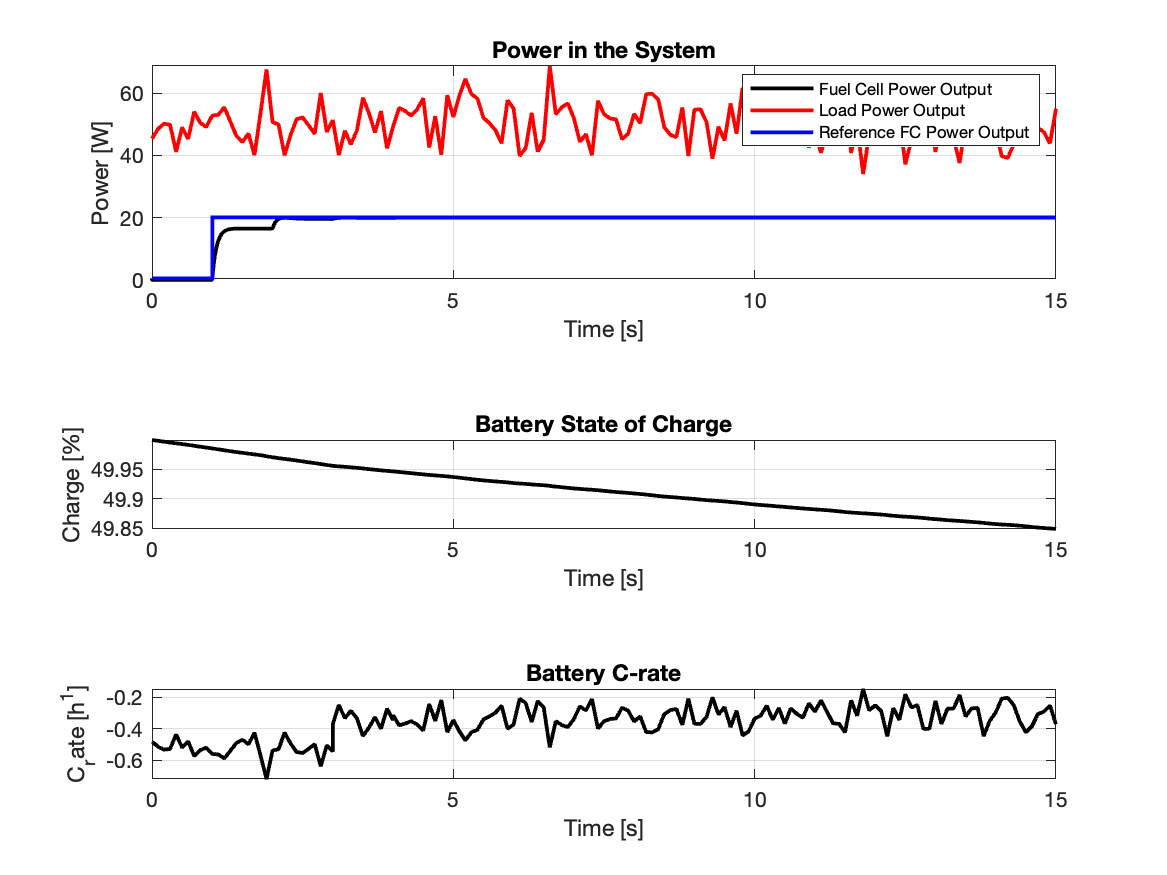 Power in the System
Power [W]
60
40
20
0
Fuel Cell Power Output
Load Power Output
Reference FC Power Output
0 5 10 15
Time [s]
Battery State of Charge
Charge [%]
49.95
49.9
49.85
0 5 10 15
Time [s]
Battery C-rate
C_rate [h^1]
-0.2
-0.4
-0.6
0 5 10 15
Time [s]